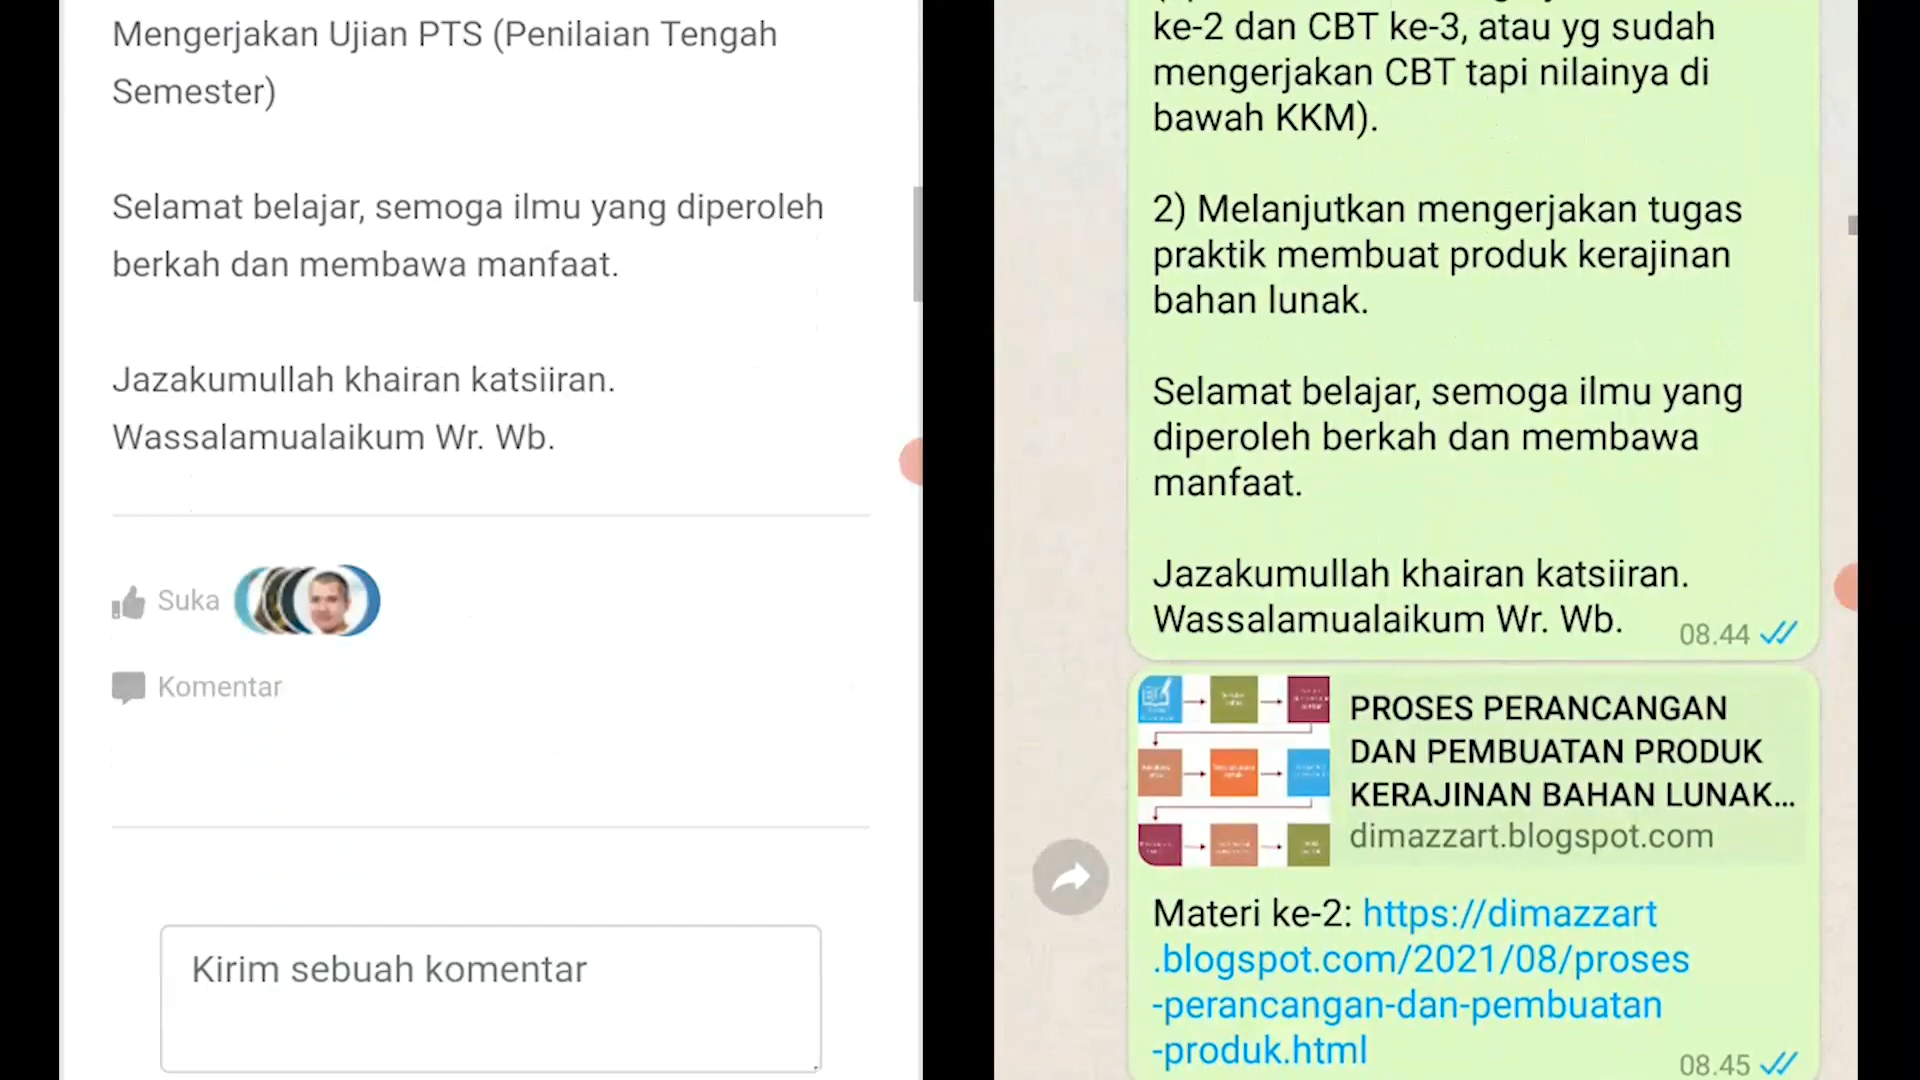 Mengerjakan Ujian PTS (Penilaian Tengah
Semester)
Selamat belajar, semoga ilmu yang diperoleh
berkah dan membawa manfaat.
Jazakumullah khairan katsiiran.
Wassalamualaikum Wr. Wb.
Suka
Komentar
Kirim sebuah komentar
ke-2 dan CBT ke-3, atau yg sudah
mengerjakan CBT tapi nilainya di
bawah KKM).
2) Melanjutkan mengerjakan tugas
praktik membuat produk kerajinan
bahan lunak.
Selamat belajar, semoga ilmu yang
diperoleh berkah dan membawa
manfaat.
Jazakumullah khairan katsiiran.
Wassalamualaikum Wr. Wb.
08.44
PROSES PERANCANGAN
DAN PEMBUATAN PRODUK
KERAJINAN BAHAN LUNAK...
dimazzart.blogspot.com
Materi ke-2: https://dimazzart
.blogspot.com/2021/08/proses
-perancangan-dan-pembuatan
-produk.html
08.45